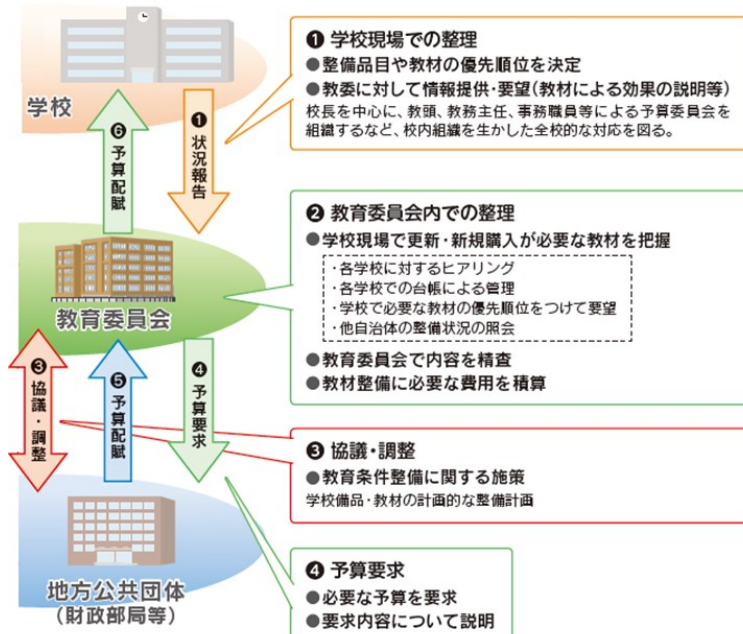 学校
❻予算配賦
❶状況報告
❶ 学校現場での整理
●整備品目や教材の優先順位を決定
●教委に対して情報提供・要望(教材による効果の説明等)
校長を中心に、教頭、教務主任、事務職員等による予算委員会を
組織するなど、校内組織を生かした全校的な対応を図る。
教育委員会
❷ 教育委員会内での整理
●学校現場で更新・新規購入が必要な教材を把握
・各学校に対するヒアリング
・各学校での台帳による管理
・学校で必要な教材の優先順位をつけて要望
・他自治体の整備状況の照会
●教育委員会で内容を精査
●教材整備に必要な費用を積算
❸協議・調整
❺予算配賦
❹予算要求
❸ 協議・調整
●教育条件整備に関する施策
学校備品・教材の計画的な整備計画
地方公共団体
(財政部局等)
❹ 予算要求
●必要な予算を要求
●要求内容について説明